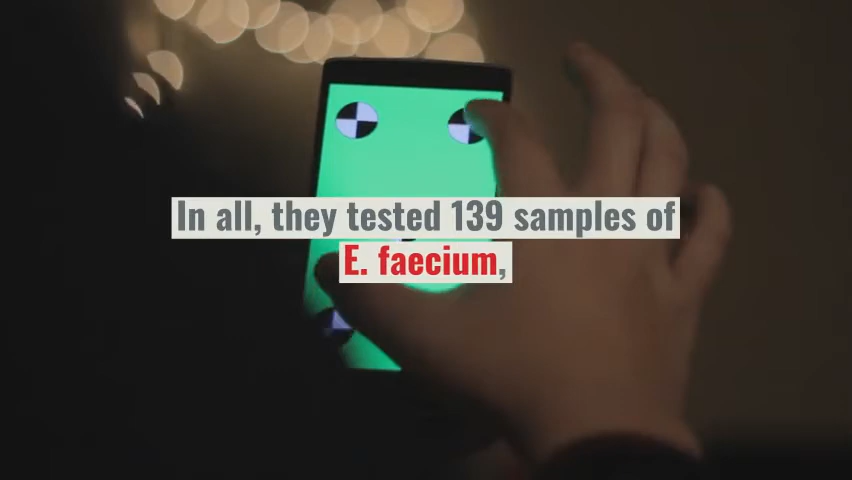 In all, they tested 139 samples of
E. faecium,